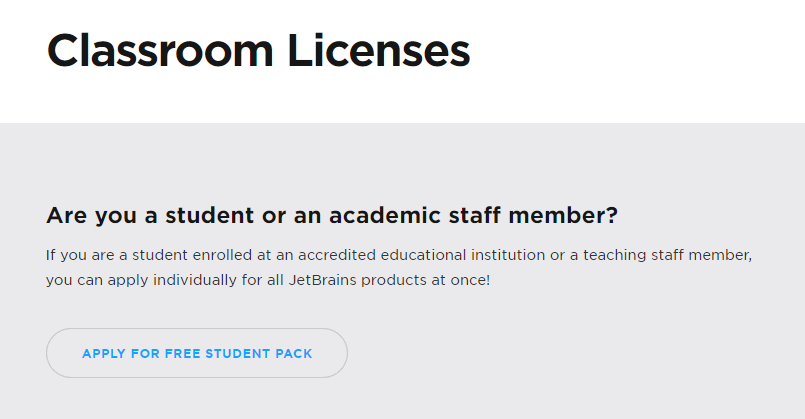 Classroom Licenses
Are you a student or an academic staff member?
If you are a student enrolled at an accredited educational institution or a teaching staff member,
you can apply individually for all JetBrains products at once!
APPLY FOR FREE STUDENT PACK